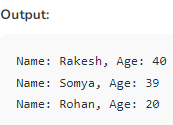 Output:
Name: Rakesh, Age: 40
Name: Somya, Age: 39
Name: Rohan, Age: 20